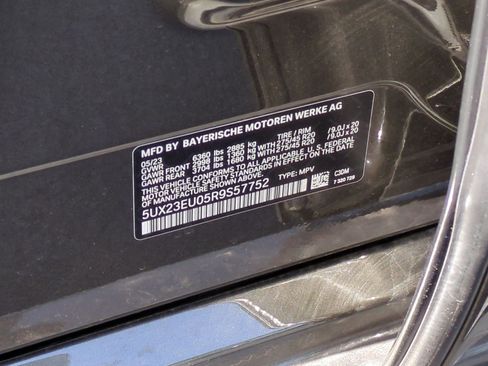 MFD BY BAYERISCHE MOTOREN WERKE AG
05/23 TIRE / RIM
GVWR 6360 lbs 2885 kg
GAWR FRONT 2998 lbs 1360 kg WITH 275/45 R20 /9.0J x 20
GAWR REAR 3704 lbs 1680 kg WITH 275/45 R20 /9.0J x 20
THIS VEHICLE CONFORMS TO ALL APPLICABLE U.S. FEDERAL
MOTOR VEHICLE SAFETY STANDARDS IN EFFECT ON THE DATE
OF MANUFACTURE SHOWN ABOVE.
5UX23EU05R9S57752 TYPE: MPV
C3DM